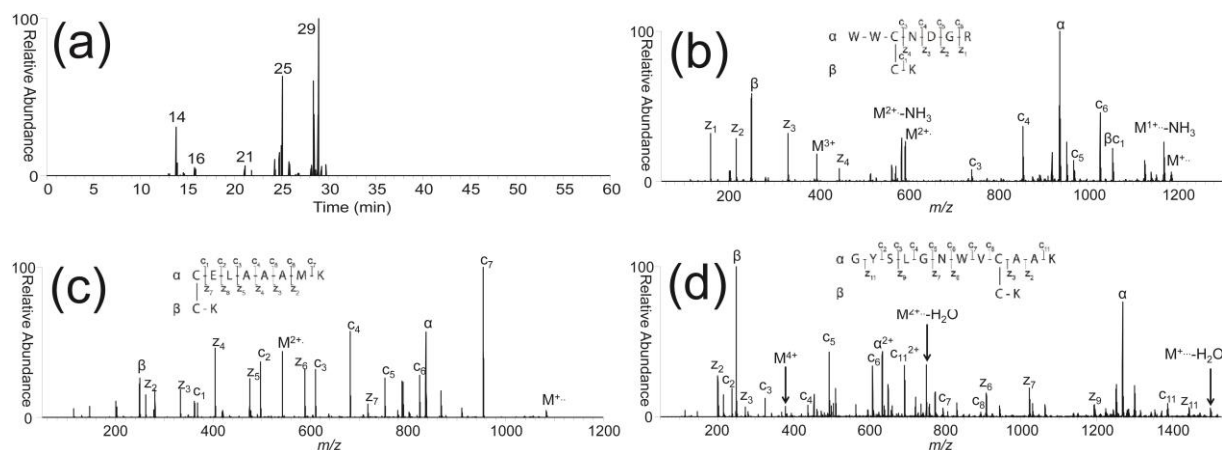 (a)
100
Relative Abundance
0
14
16
21
25
29
0 5 10 15 20 25 30 35 40 45 50 55 60
Time (min)
(b)
100
Relative Abundance
0
c3 c4 c5 c6
α W W C N D G R
z4 z3 z2 z1
c1
β C - K
z1
z2
β
z3
M3+
z4
M2+·-NH3
M2+·
c3
c4
α
c5
c6
βc1
M1+··-NH3
M+··
200 400 600 800 1000 1200
m/z
(c)
100
Relative Abundance
0
c1 c2 c3 c4 c5 c6 c7
α C E L A A A M K
z7 z6 z5 z4 z3 z2
β C - K
β
z2
z3
c1
z4
z5
c2
M2+·
z6
c3
c4
z7
c5
c6
α
c7
M+··
200 400 600 800 1000 1200
m/z
(d)
100
Relative Abundance
0
c2 c3 c4 c5 c6 c7 c8 c11
α G Y S L G N W V C A A K
z11 z9 z7 z6 z3 z2
β C - K
β
z2
c2
z3
c3
M4+
c4
c5
c6
α2+
c11 2+
M2+··-H2O
c7
c8
z6
z7
z9
α
c11
z11
M+···-H2O
200 400 600 800 1000 1200 1400
m/z